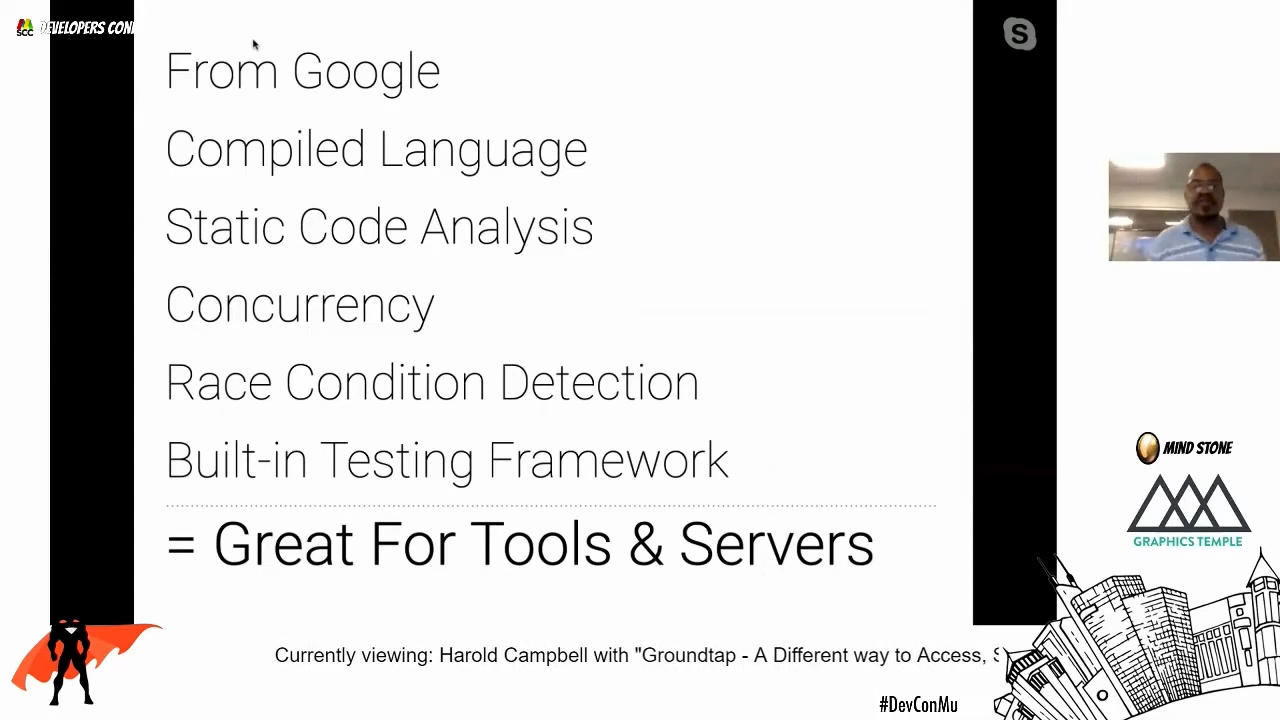 SCC
DEVELOPERS CON
From Google
Compiled Language
Static Code Analysis
Concurrency
Race Condition Detection
Built-in Testing Framework
= Great For Tools & Servers
MIND STONE
GRAPHICS TEMPLE
Currently viewing: Harold Campbell with "Groundtap - A Different way to Access, S
#DevConMu